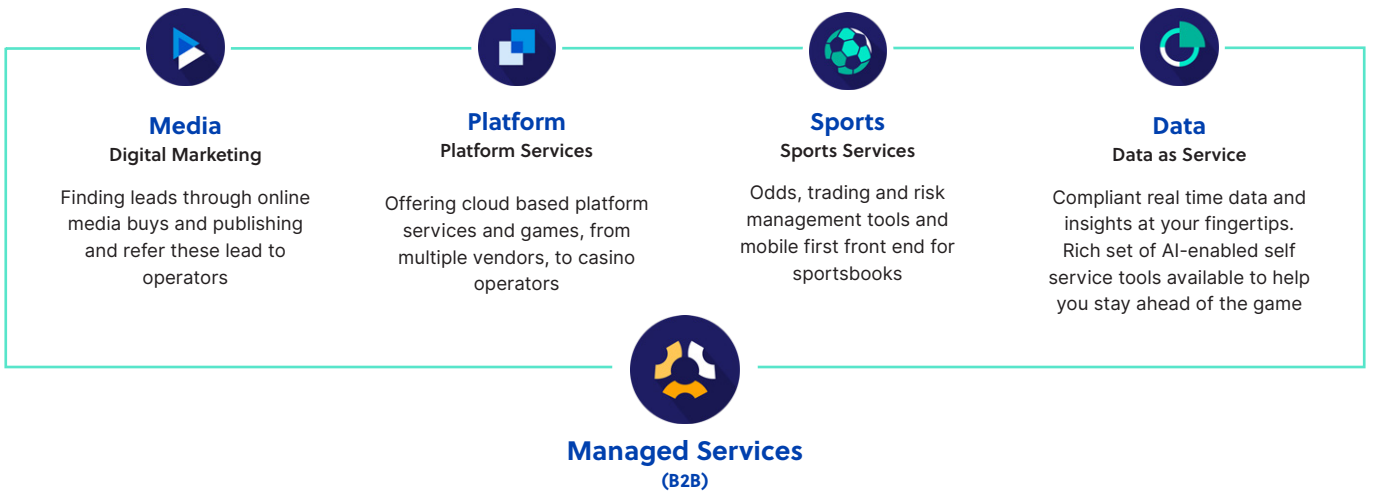 Media
Digital Marketing
Finding leads through online
media buys and publishing
and refer these lead to
operators
Platform
Platform Services
Offering cloud based platform
services and games, from
multiple vendors, to casino
operators
Sports
Sports Services
Odds, trading and risk
management tools and
mobile first front end for
sportsbooks
Data
Data as Service
Compliant real time data and
insights at your fingertips.
Rich set of AI-enabled self
service tools available to help
you stay ahead of the game
Managed Services
(B2B)